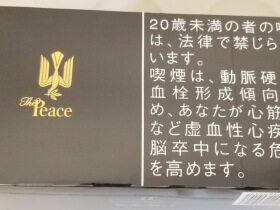 The
Peace
20歳未満の者の喫
は、法律で禁じら
います。
喫煙は、動脈硬
血栓形成傾向
め、あなたが心筋
など虚血性心疾
脳卒中になる危
を高めます。